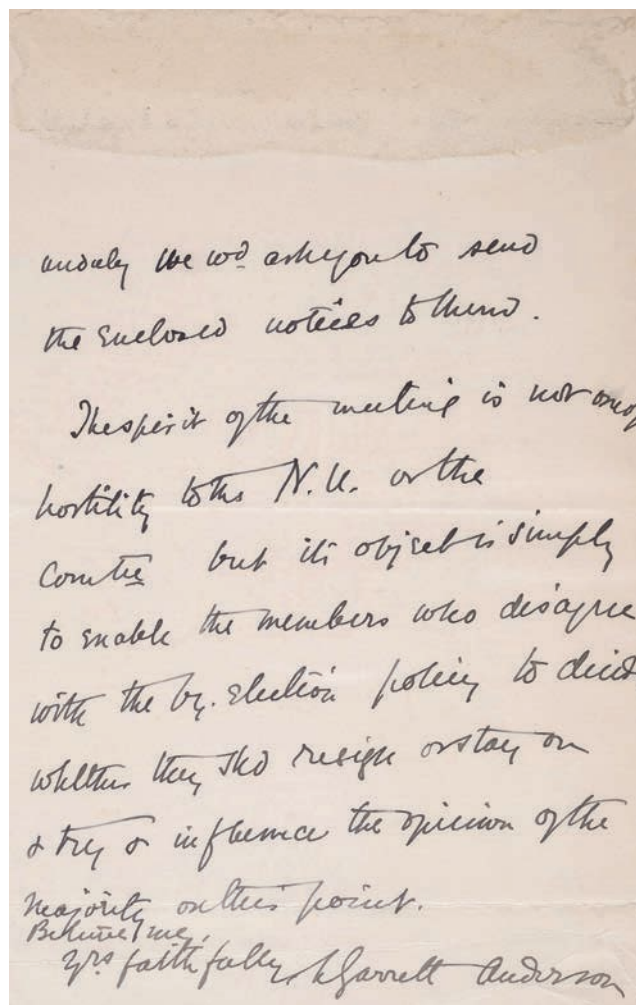 unduly we wd ask you to send
the enclosed notices to them.
The spirit of the meeting is not one of
hostility to the N.U. or the
Comtee but its object is simply
to enable the members who disagree
with the by-election policy to decide
whether they shd resign or stay on
& try & influence the opinion of the
majority on this point.
Believe me,
Yrs faithfully, L Garrett Anderson